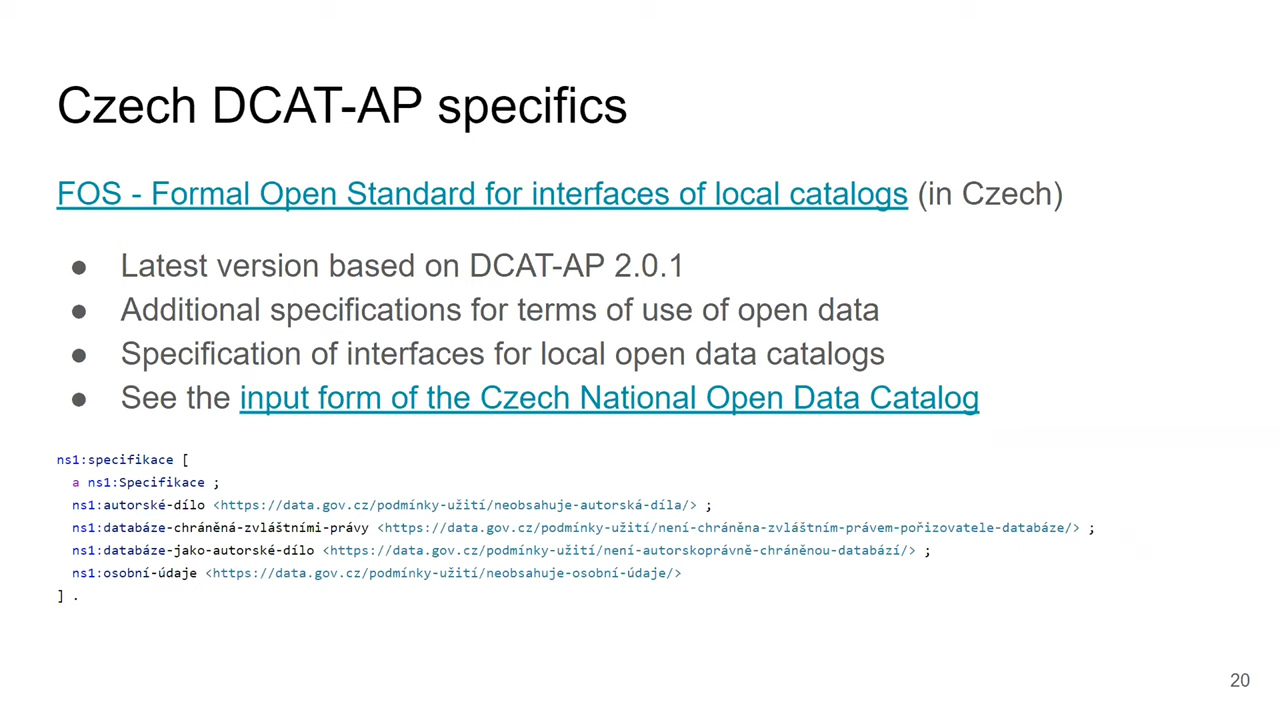 Czech DCAT-AP specifics
FOS - Formal Open Standard for interfaces of local catalogs (in Czech)
● Latest version based on DCAT-AP 2.0.1
● Additional specifications for terms of use of open data
● Specification of interfaces for local open data catalogs
● See the input form of the Czech National Open Data Catalog
ns1:specifikace [
a ns1:Specifikace ;
ns1:autorské-dílo <https://data.gov.cz/podmínky-užití/neobsahuje-autorská-díla/> ;
ns1:databáze-chráněná-zvláštními-právy <https://data.gov.cz/podmínky-užití/není-chráněna-zvláštním-právem-pořizovatele-databáze/> ;
ns1:databáze-jako-autorské-dílo <https://data.gov.cz/podmínky-užití/není-autorskoprávně-chráněnou-databází/> ;
ns1:osobní-údaje <https://data.gov.cz/podmínky-užití/neobsahuje-osobní-údaje/>
] .
20